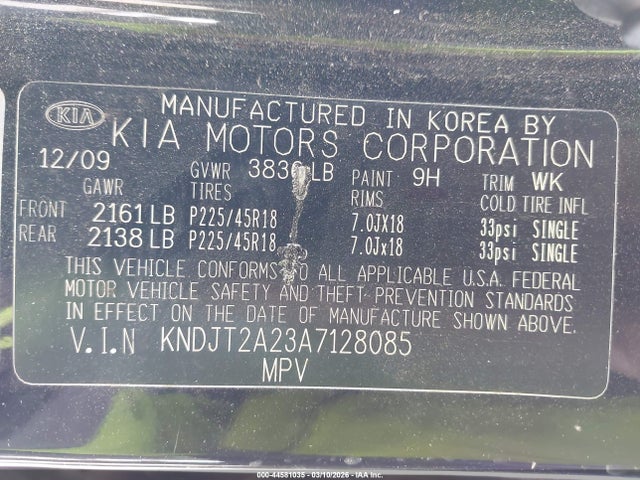 KIA MANUFACTURED IN KOREA BY
KIA MOTORS CORPORATION
12/09 GVWR LB PAINT 9H TRIM WK
GAWR TIRES RIMS COLD TIRE INFL
FRONT 2161 LB P225/45R18 7.0JX18 33psi SINGLE
REAR 2138 LB P225/45R18 7.0Jx18 33psi SINGLE
THIS VEHICLE CONFORMS TO ALL APPLICABLE U.S.A. FEDERAL
MOTOR VEHICLE SAFETY AND THEFT PREVENTION STANDARDS
IN EFFECT ON THE DATE OF MANUFACTURE SHOWN ABOVE.
V.I.N KNDJT2A23A7128085
MPV
000-44581035 - 03/10/2026 - IAA Inc.